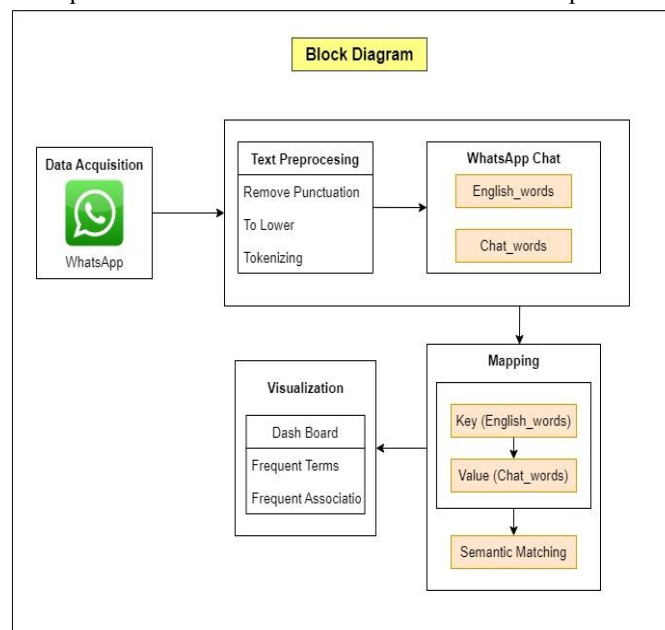 Block Diagram
Data Acquisition
WhatsApp
Text Preprocesing
Remove Punctuation
To Lower
Tokenizing
WhatsApp Chat
English_words
Chat_words
Mapping
Key (English_words)
Value (Chat_words)
Semantic Matching
Visualization
Dash Board
Frequent Terms
Frequent Associatio